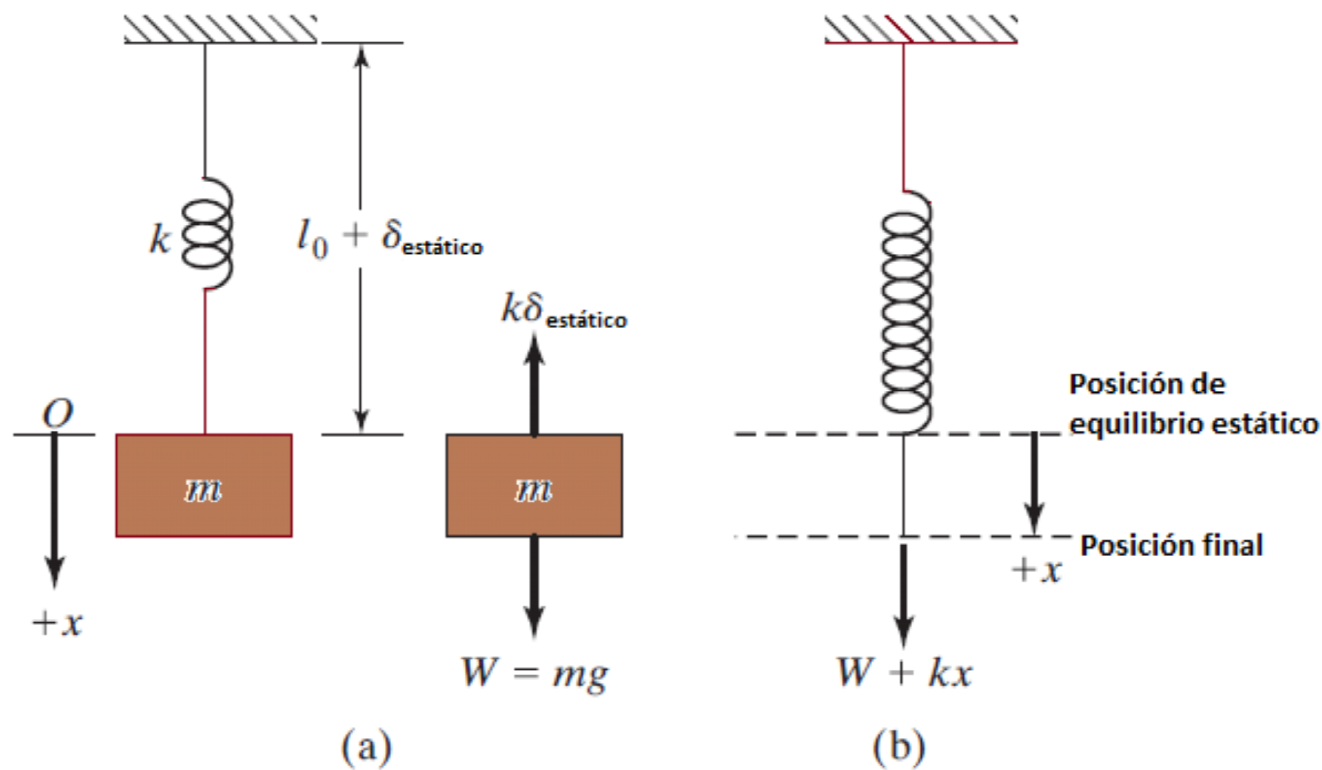 k
l₀ + δestático
kδestático
O
m
m
+x
W = mg
(a)
Posición de
equilibrio estático
Posición final
+x
W + kx
(b)